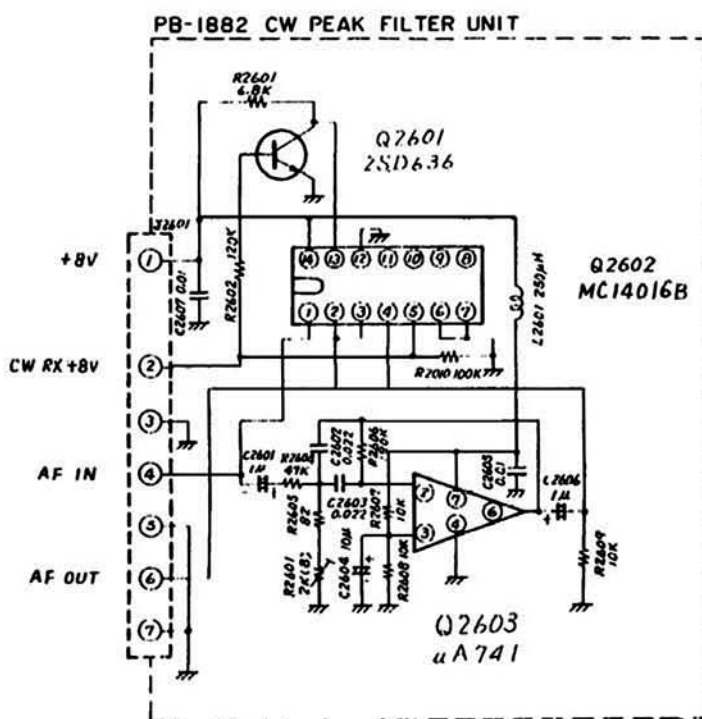 PB-1882 CW PEAK FILTER UNIT
R2601
6.8K
Q2601
2SD636
J2601
+8V
1
C2607 0.01
R2602
120K
14 13 12 11 10 9 8
1 2 3 4 5 6 7
Q2602
MC14016B
L2601 250μH
CW RX +8V
2
R2010 100K
3
AF IN
4
C2601
1μ
47K
C2602
0.022
R2606
C2603
0.022
R2605
82
R2607
10K
2
3
7
4
6
C2605
0.01
C2606
1μ
+
5
AF OUT
6
7
R2601
2K(B)
C2604 10μ
+
R2608 10K
R2609
10K
Q2603
uA741